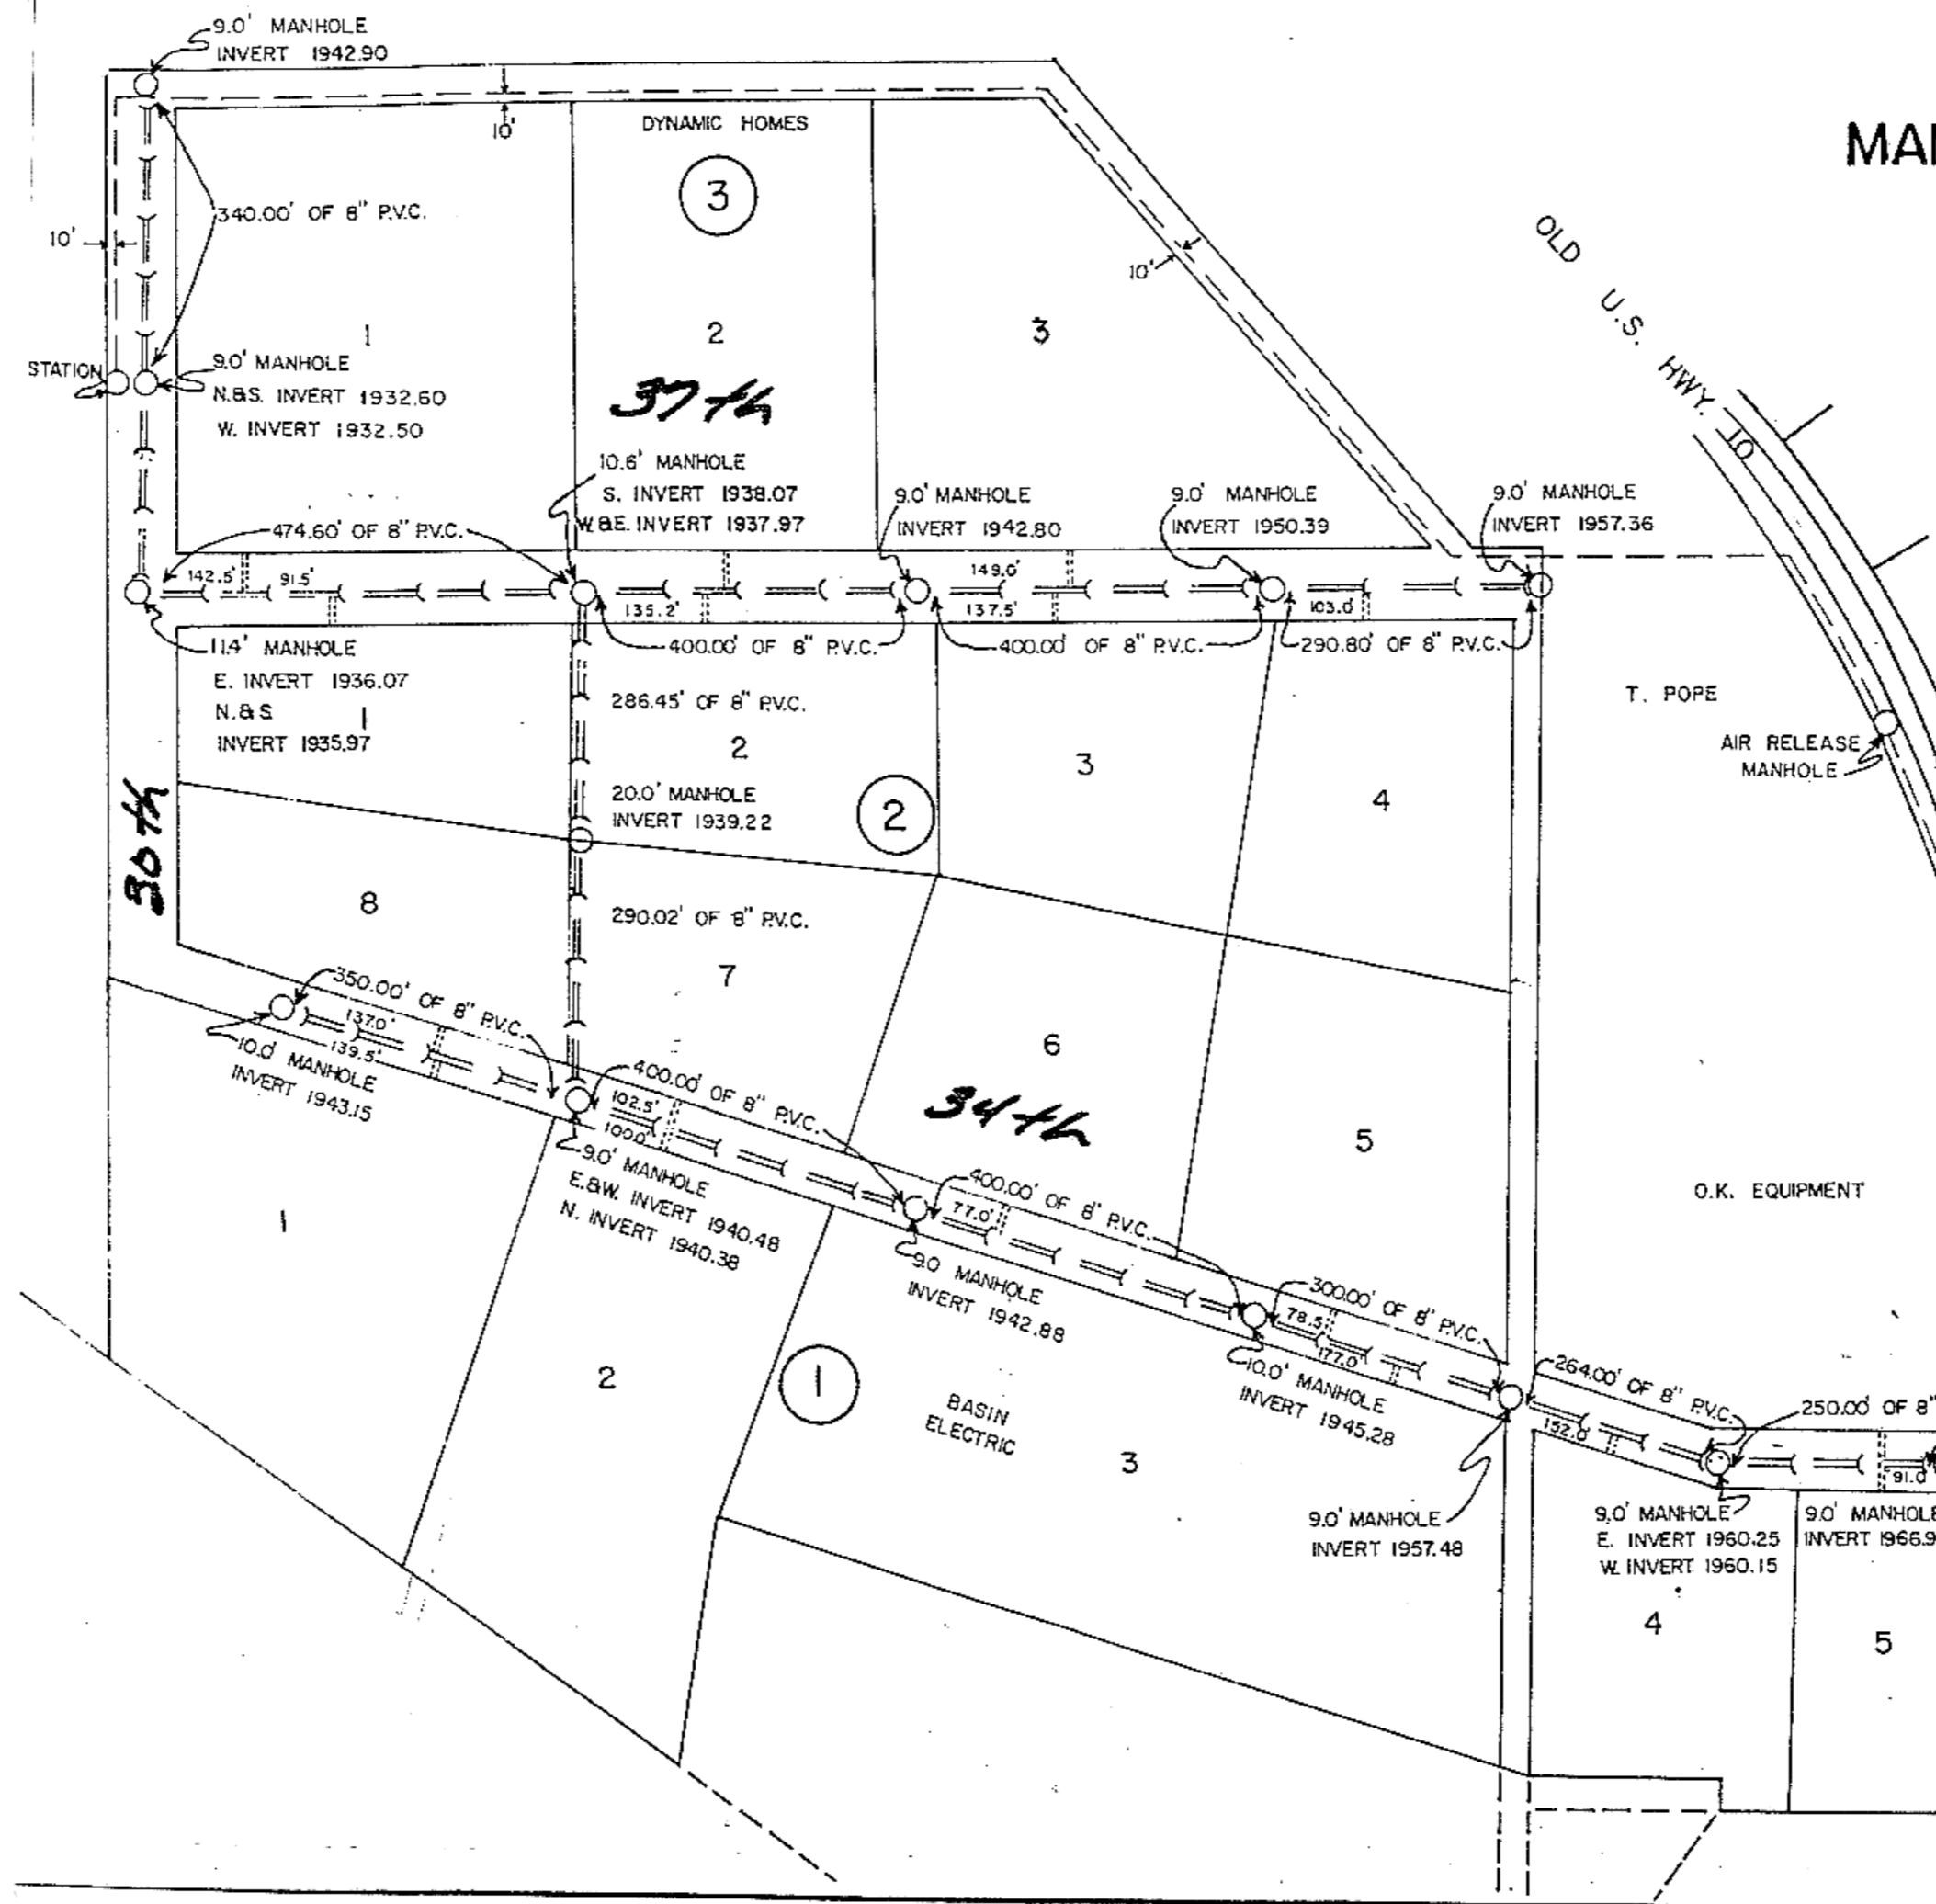 9.0' MANHOLE
INVERT 1942.90
MA
10'
DYNAMIC HOMES
3
340.00' OF 8" P.V.C.
10'
10'
OLD U.S. HWY. 10
1
2
3
STATION
9.0' MANHOLE
N.&S. INVERT 1932.60
W. INVERT 1932.50
37th
10.6' MANHOLE
S. INVERT 1938.07
W.&E. INVERT 1937.97
9.0' MANHOLE
INVERT 1942.80
9.0' MANHOLE
INVERT 1950.39
9.0' MANHOLE
INVERT 1957.36
474.60' OF 8" P.V.C.
142.5'
91.5'
149.0'
135.2'
137.5'
103.0'
11.4' MANHOLE
E. INVERT 1936.07
N.&S.
INVERT 1935.97
1
400.00' OF 8" P.V.C.
400.00' OF 8" P.V.C.
290.80' OF 8" P.V.C.
286.45' OF 8" P.V.C.
2
3
4
T. POPE
AIR RELEASE
MANHOLE
20.0' MANHOLE
INVERT 1939.22
2
30th
8
290.02' OF 8" P.V.C.
7
6
5
34th
350.00' OF 8" P.V.C.
137.0'
139.5'
10.0' MANHOLE
INVERT 1943.15
400.00' OF 8" P.V.C.
102.5'
100.0'
9.0' MANHOLE
E.&W. INVERT 1940.48
N. INVERT 1940.38
400.00' OF 8" P.V.C.
77.0'
9.0 MANHOLE
INVERT 1942.88
O.K. EQUIPMENT
300.00' OF 8" P.V.C.
78.5'
177.0'
10.0' MANHOLE
INVERT 1945.28
264.00' OF 8" P.V.C.
152.0'
250.00' OF 8"
91.0'
1
2
1
BASIN
ELECTRIC
3
9.0' MANHOLE
INVERT 1957.48
9.0' MANHOLE
E. INVERT 1960.25
W. INVERT 1960.15
9.0' MANHOLE
INVERT 1966.9
4
5